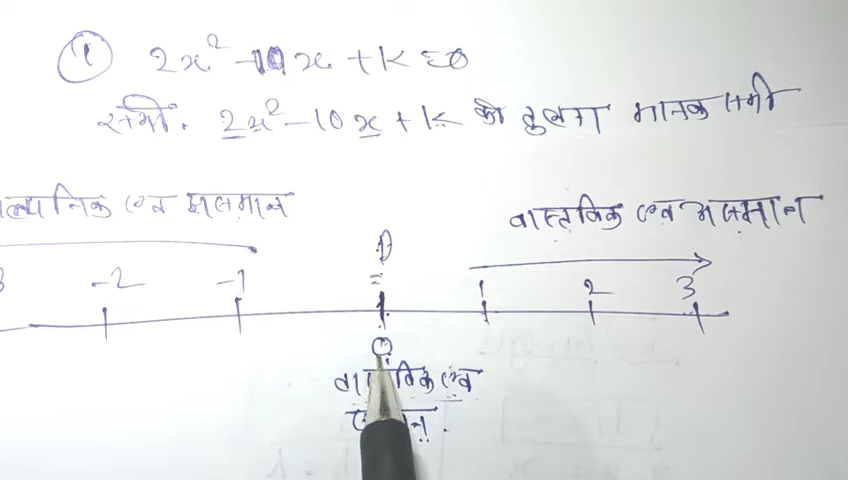 1 2x² - 10x + K = 0
समी. 2x² - 10x + K की तुलना मानक समी
काल्पनिक एवं असमान वास्तविक एवं असमान
3 -2 -1 D = 0 1 2 3
वास्तविक एवं
समान